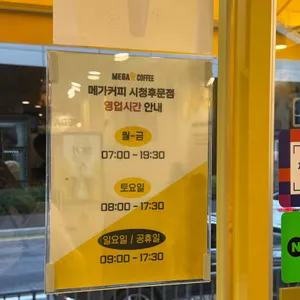 MEGA COFFEE
메가커피 시청후문점
영업시간 안내
월-금
07:00 - 19:30
토요일
08:00 - 17:30
일요일 / 공휴일
09:00 - 17:30
N